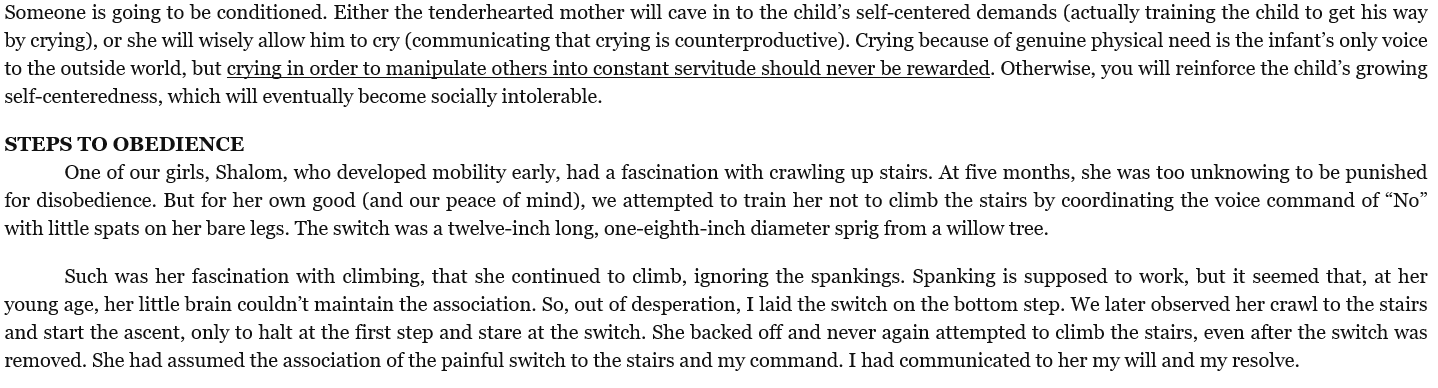 Someone is going to be conditioned. Either the tenderhearted mother will cave in to the child’s self-centered demands (actually training the child to get his way
by crying), or she will wisely allow him to cry (communicating that crying is counterproductive). Crying because of genuine physical need is the infant’s only voice
to the outside world, but crying in order to manipulate others into constant servitude should never be rewarded. Otherwise, you will reinforce the child’s growing
self-centeredness, which will eventually become socially intolerable.
STEPS TO OBEDIENCE
One of our girls, Shalom, who developed mobility early, had a fascination with crawling up stairs. At five months, she was too unknowing to be punished
for disobedience. But for her own good (and our peace of mind), we attempted to train her not to climb the stairs by coordinating the voice command of “No”
with little spats on her bare legs. The switch was a twelve-inch long, one-eighth-inch diameter sprig from a willow tree.
Such was her fascination with climbing, that she continued to climb, ignoring the spankings. Spanking is supposed to work, but it seemed that, at her
young age, her little brain couldn’t maintain the association. So, out of desperation, I laid the switch on the bottom step. We later observed her crawl to the stairs
and start the ascent, only to halt at the first step and stare at the switch. She backed off and never again attempted to climb the stairs, even after the switch was
removed. She had assumed the association of the painful switch to the stairs and my command. I had communicated to her my will and my resolve.